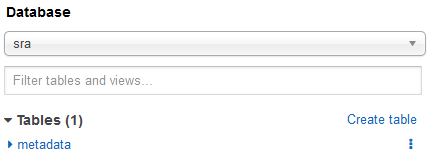 Database
sra
Filter tables and views...
Tables (1) Create table
metadata